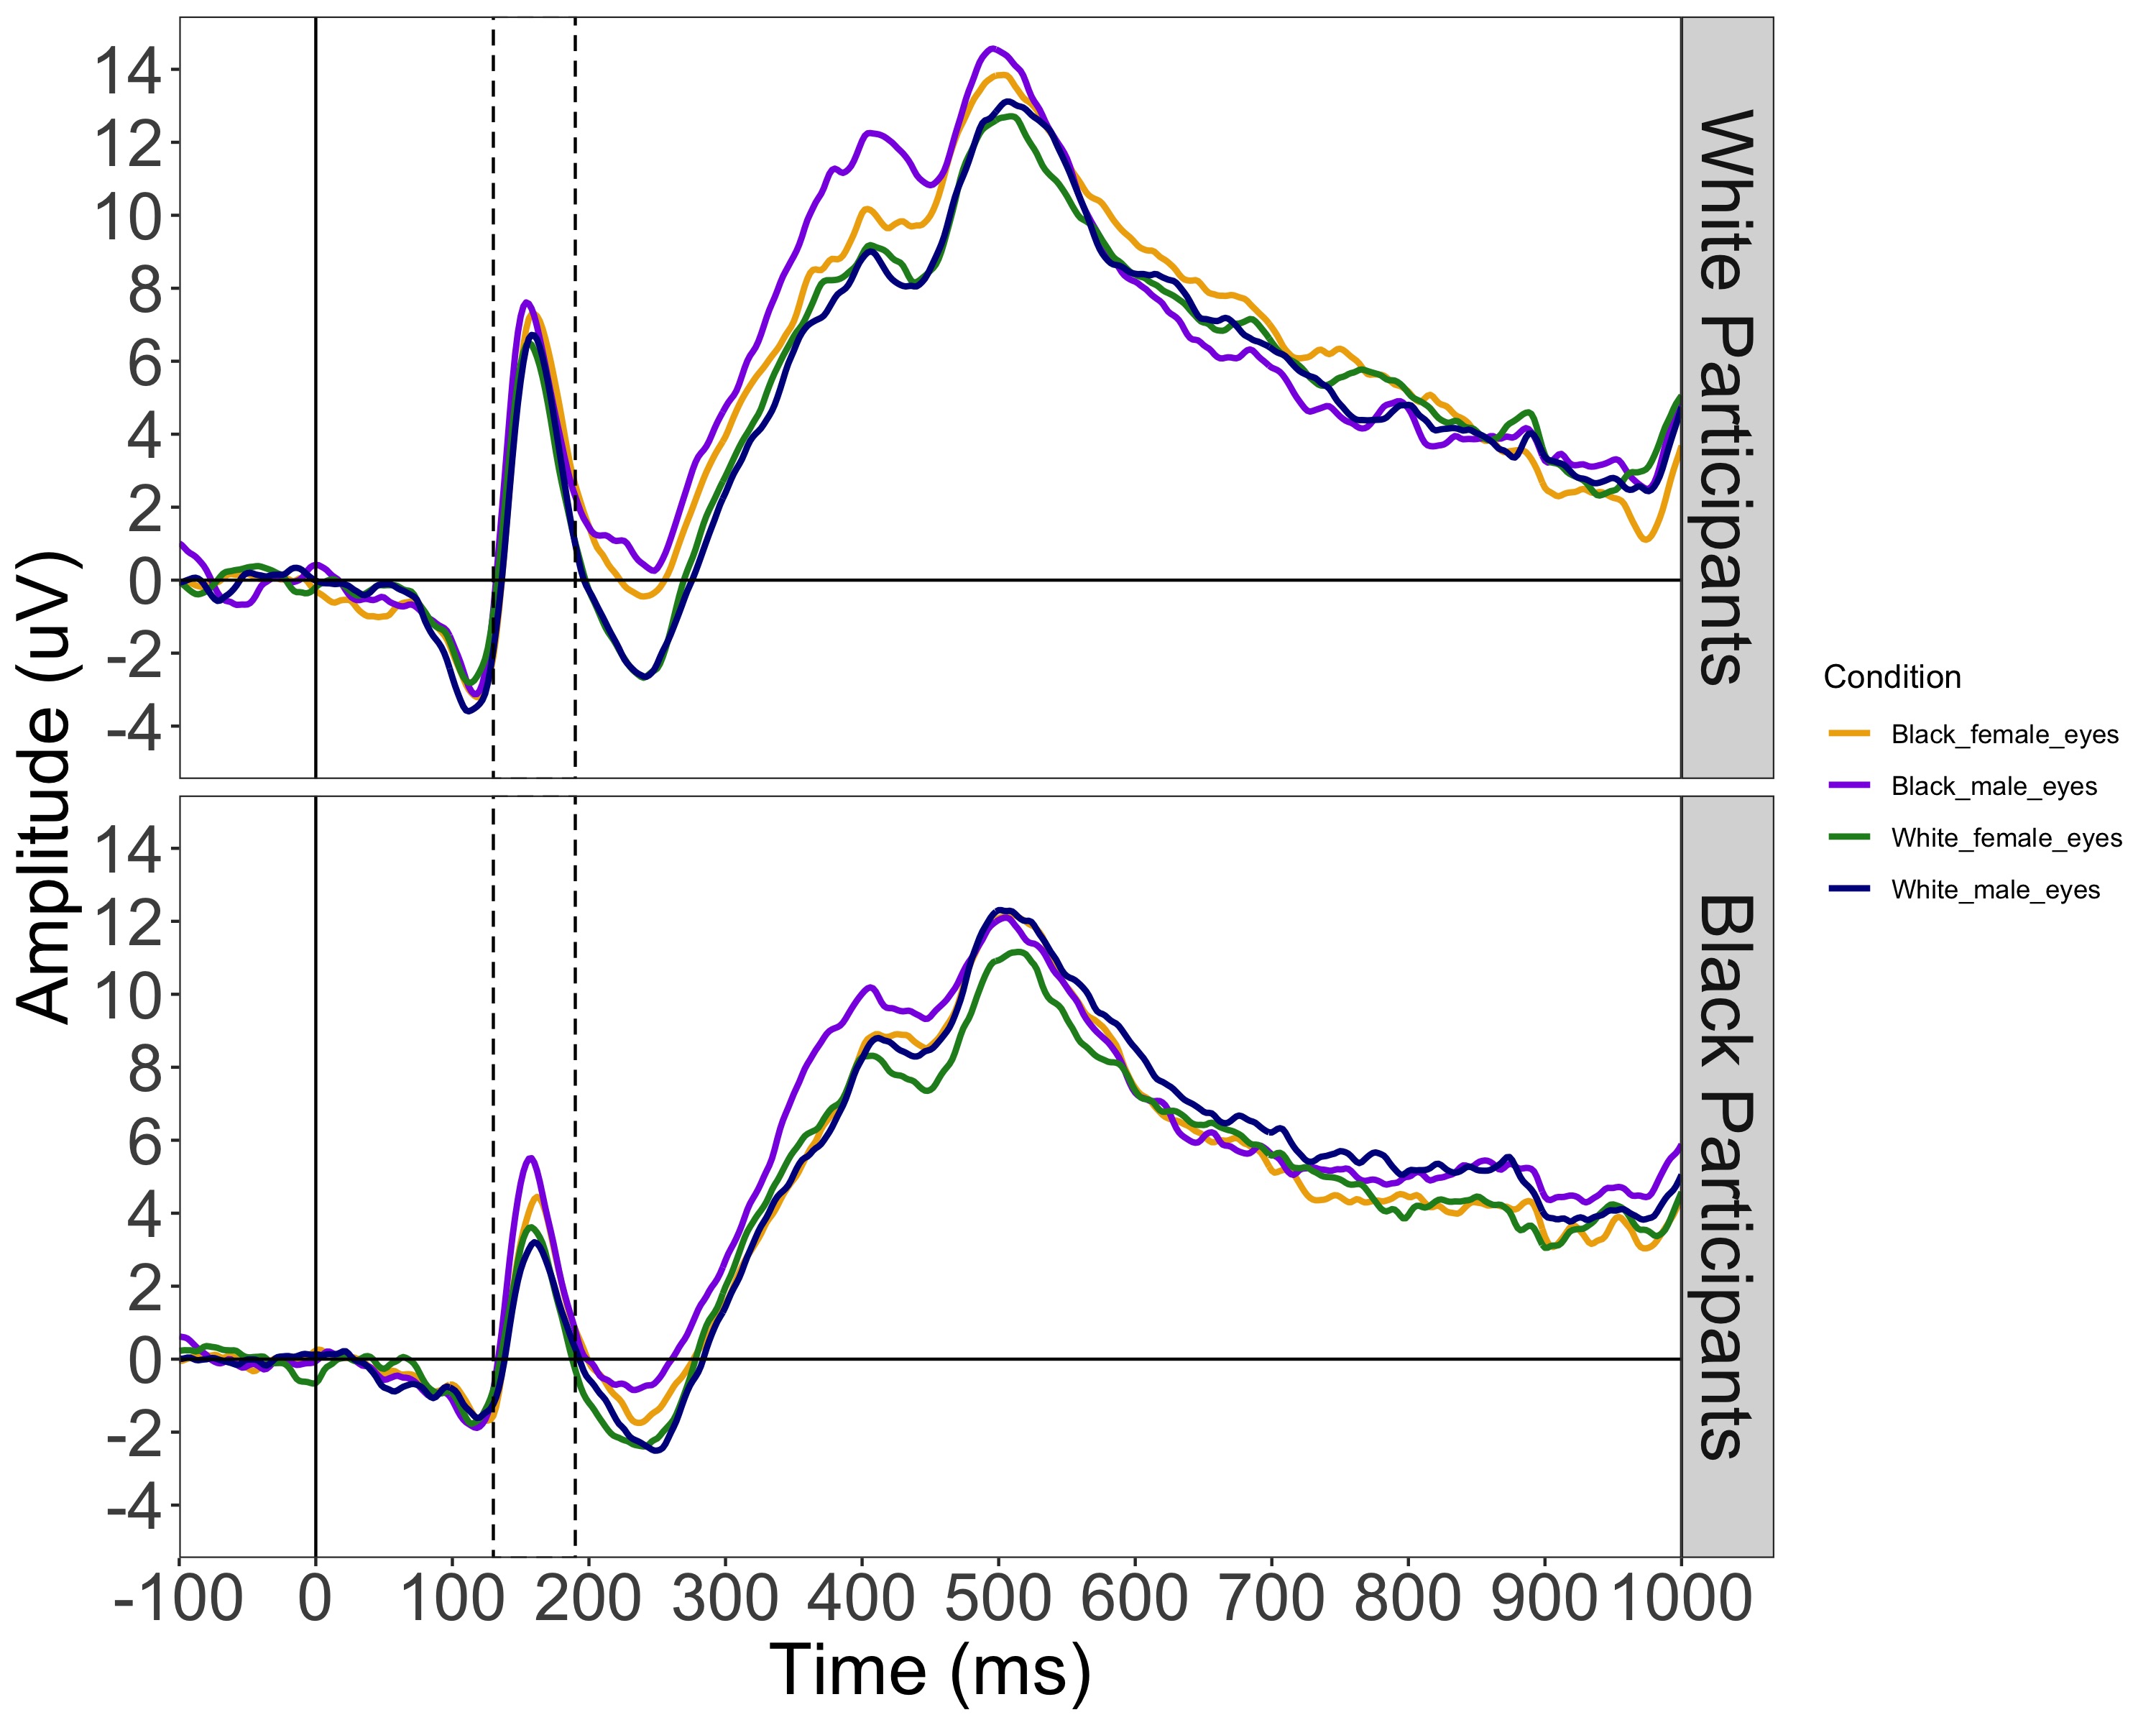 Amplitude (uV)
14
12
10
8
6
4
2
0
-2
-4
White Participants
14
12
10
8
6
4
2
0
-2
-4
Black Participants
-100 0 100 200 300 400 500 600 700 800 900 1000
Time (ms)
Condition
Black_female_eyes
Black_male_eyes
White_female_eyes
White_male_eyes